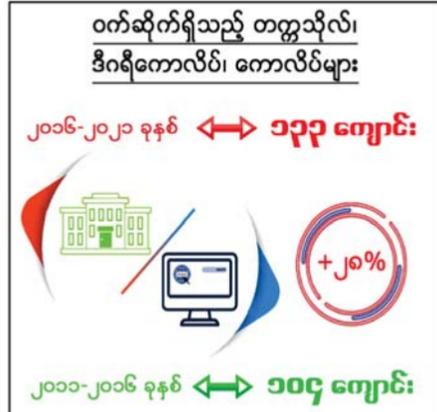 ဝက်ဆိုက်ရှိသည့် တက္ကသိုလ်၊
ဒီဂရီကောလိပ်၊ ကောလိပ်များ
၂၀၁၆-၂၀၂၁ ခုနှစ် ၁၃၃ ကျောင်း
+၂၈%
၂၀၁၁-၂၀၁၆ ခုနှစ် ၁၀၄ ကျောင်း